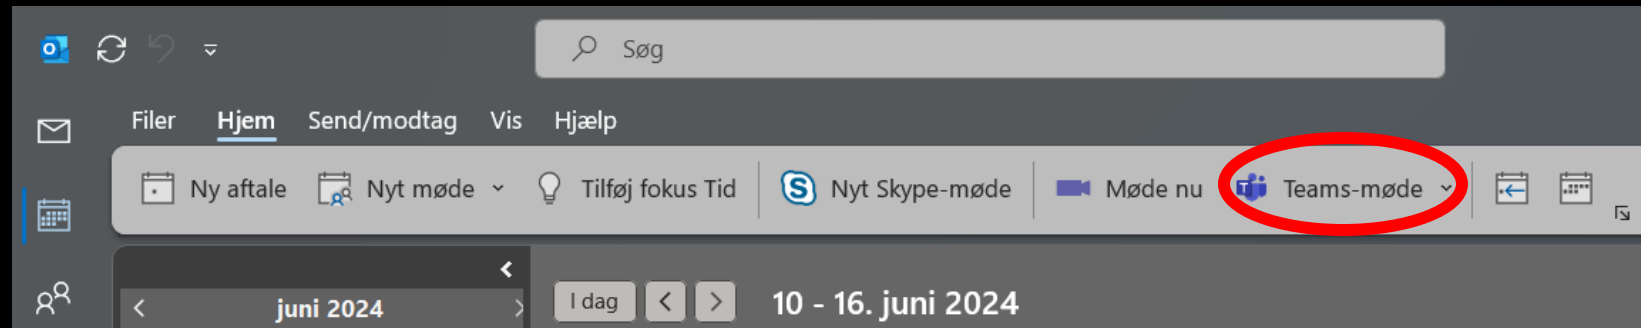 Søg
Filer Hjem Send/modtag Vis Hjælp
Ny aftale Nyt møde Tilføj fokus Tid Nyt Skype-møde Møde nu Teams-møde
juni 2024 I dag 10 - 16. juni 2024